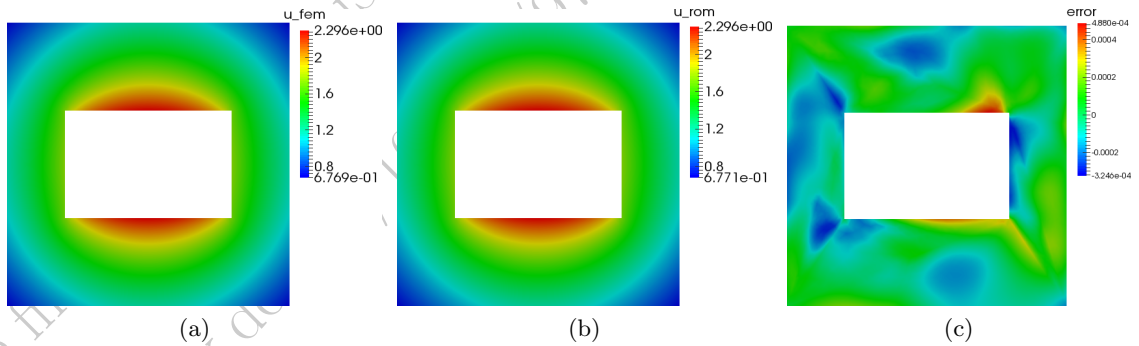 u_fem
2.296e+00
2
1.6
1.2
0.8
6.769e-01
(a)
u_rom
2.296e+00
2
1.6
1.2
0.8
6.771e-01
(b)
error
4.880e-04
0.0004
0.0002
0
-0.0002
-3.246e-04
(c)